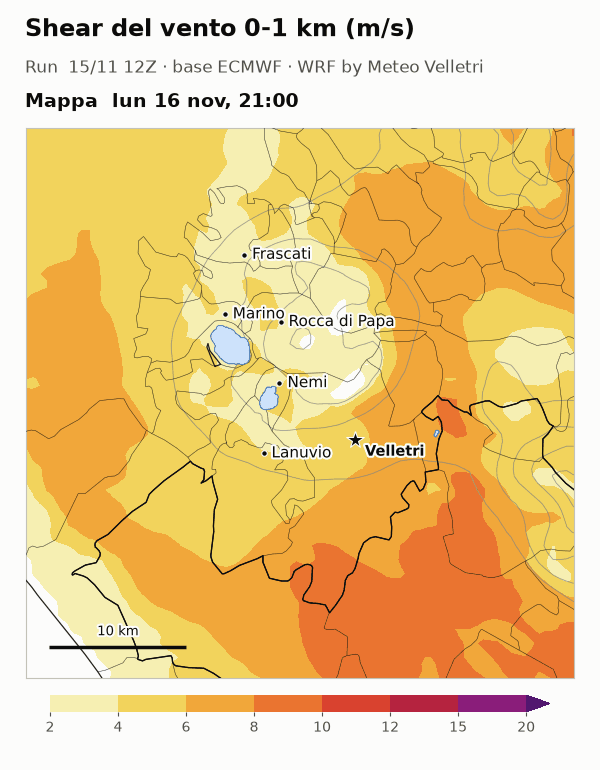 Shear del vento 0-1 km (m/s)
Run  15/11 12Z · base ECMWF · WRF by Meteo Velletri
Mappa  lun 16 nov, 21:00
Frascati
Marino
Rocca di Papa
Nemi
Velletri
Lanuvio
10 km
2 4 6 8 10 12 15 20